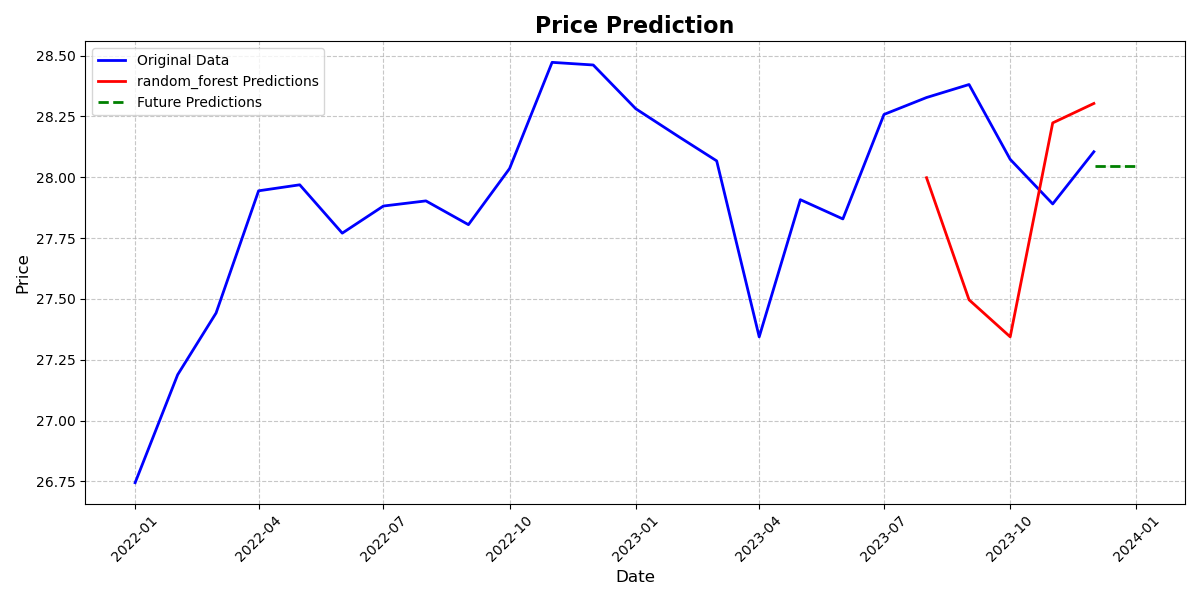 Price Prediction
Original Data
random_forest Predictions
Future Predictions
Price
28.50
28.25
28.00
27.75
27.50
27.25
27.00
26.75
2022-01
2022-04
2022-07
2022-10
2023-01
2023-04
2023-07
2023-10
2024-01
Date